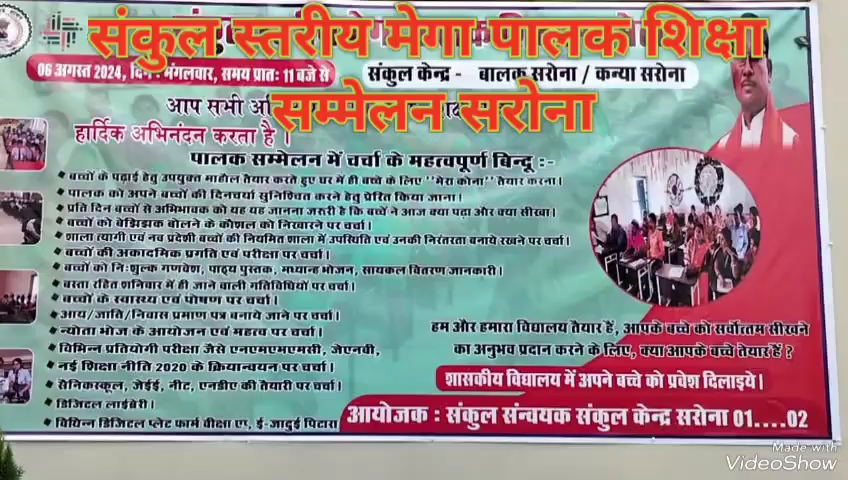 संकुल स्तरीय मेगा पालक शिक्षा
सम्मेलन सरोना
06 अगस्त 2024, दिन मंगलवार, समय प्रातः 11 बजे से
संकुल केन्द्र - बालक सरोना / कन्या सरोना
आप सभी
हार्दिक अभिनंदन करता है।
पालक सम्मेलन में चर्चा के महत्वपूर्ण बिन्दु :-
* बच्चों के पढ़ाई हेतु उपयुक्त माहौल तैयार करते हुए घर में ही बच्चे के लिए "मेरा कोना" तैयार करना।
* पालक को अपने बच्चों की दिनचर्या सुनिश्चित करने हेतु प्रेरित किया जाना।
* प्रति दिन बच्चों से अभिभावक को यह यह जानना जरूरी है कि बच्चे ने आज क्या पढ़ा और क्या सीखा।
* बच्चों को बेझिझक बोलने के कौशल को निखारने पर चर्चा।
* शाला त्यागी एवं नव प्रदेशी बच्चों की नियमित शाला में उपस्थिति एवं उनकी निरंतरता बनाये रखने पर चर्चा।
* बच्चों की अकादमिक प्रगति एवं परीक्षा पर चर्चा।
* बच्चों को निःशुल्क गणवेश, पाठ्य पुस्तक, मध्यान्ह भोजन, सायकल वितरण जानकारी।
* बस्ता रहित शनिवार में ही जाने वाली गतिविधियों पर चर्चा।
* बच्चों के स्वास्थ्य एवं पोषण पर चर्चा।
* आय/जाति/निवास प्रमाण पत्र बनाये जाने पर चर्चा।
* न्योता भोज के आयोजन एवं महत्व पर चर्चा।
* विभिन्न प्रतियोगी परीक्षा जैसे एनएमएमएमसी, जेएनवी,
* नई शिक्षा नीति 2020 के क्रियान्वयन पर चर्चा।
* सैनिकस्कूल, जेईई, नीट, एनडीए की तैयारी पर चर्चा।
* डिजिटल लाईब्रेरी।
* विभिन्न डिजिटल प्लेट फार्म दीक्षा एप, ई-जादुई पिटारा
हम और हमारा विद्यालय तैयार हैं, आपके बच्चे को सर्वोत्तम सीखने
का अनुभव प्रदान करने के लिए, क्या आपके बच्चे तैयार हैं ?
शासकीय विद्यालय में अपने बच्चे को प्रवेश दिलाइये।
आयोजक : संकुल संन्वयक संकुल केन्द्र सरोना 01....02
Made with
VideoShow